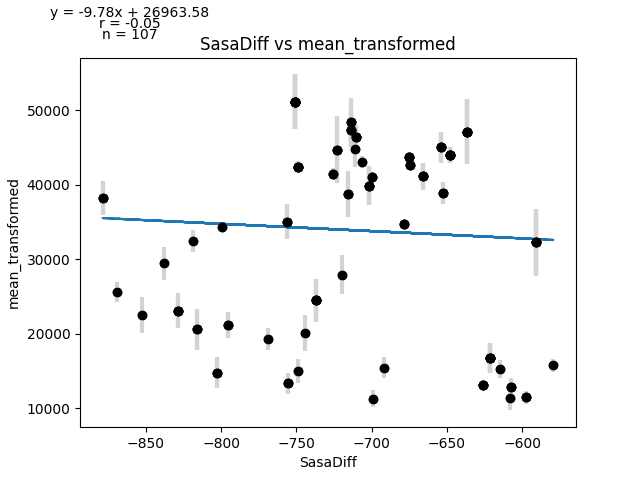 y = -9.78x + 26963.58
r = -0.05
n = 107
SasaDiff vs mean_transformed
mean_transformed
50000
40000
30000
20000
10000
−850
−800
−750
−700
−650
−600
SasaDiff